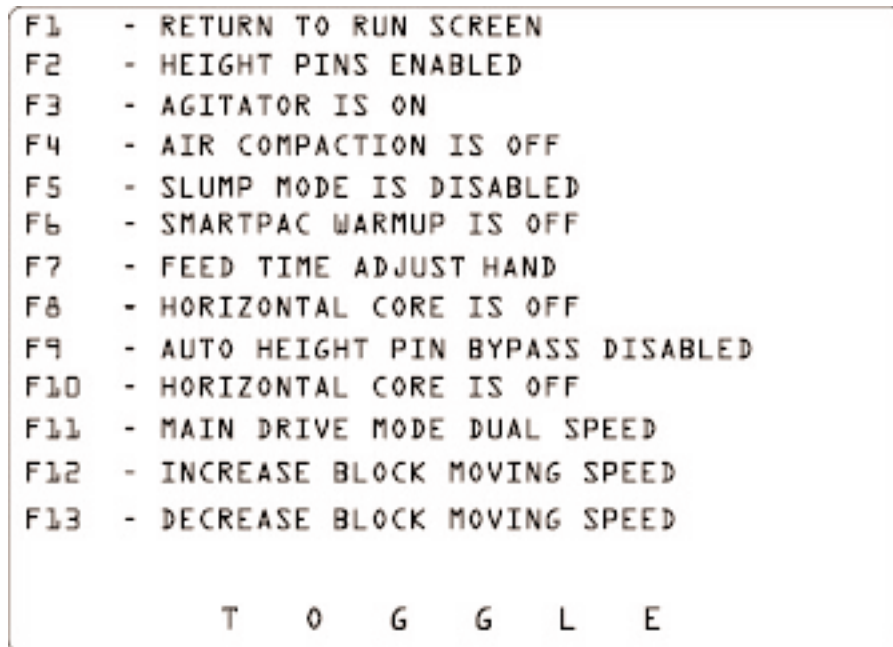 F1 - RETURN TO RUN SCREEN
F2 - HEIGHT PINS ENABLED
F3 - AGITATOR IS ON
F4 - AIR COMPACTION IS OFF
F5 - SLUMP MODE IS DISABLED
F6 - SMARTPAC WARMUP IS OFF
F7 - FEED TIME ADJUST HAND
F8 - HORIZONTAL CORE IS OFF
F9 - AUTO HEIGHT PIN BYPASS DISABLED
F10 - HORIZONTAL CORE IS OFF
F11 - MAIN DRIVE MODE DUAL SPEED
F12 - INCREASE BLOCK MOVING SPEED
F13 - DECREASE BLOCK MOVING SPEED
T O G G L E